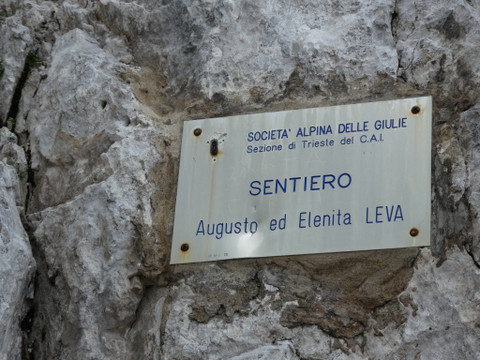 SOCIETA' ALPINA DELLE GIULIE
Sezione di Trieste del C.A.I.
SENTIERO
Augusto ed Elenita LEVA